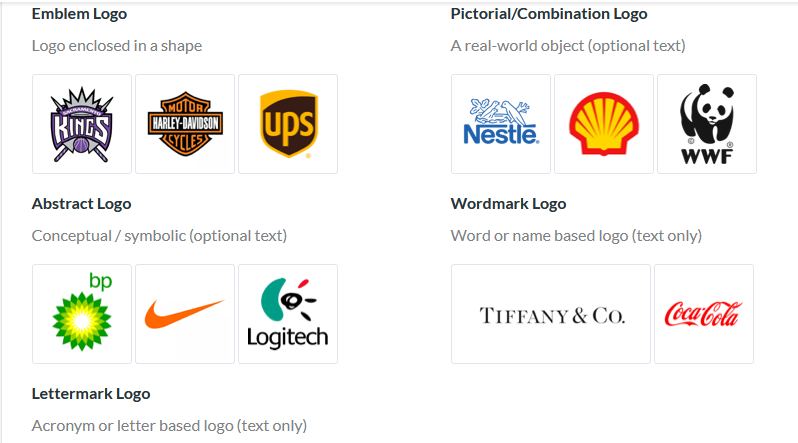 Emblem Logo
Logo enclosed in a shape
SACRAMENTO
KINGS
MOTOR
HARLEY-DAVIDSON
CYCLES
ups
®
Pictorial/Combination Logo
A real-world object (optional text)
Nestlé®
© ®
WWF
Abstract Logo
Conceptual / symbolic (optional text)
bp
Logitech
Wordmark Logo
Word or name based logo (text only)
TIFFANY & CO.
Coca-Cola
Lettermark Logo
Acronym or letter based logo (text only)